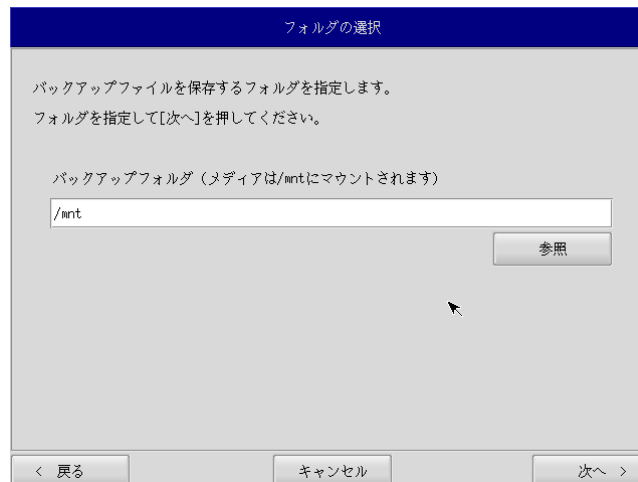 フォルダの選択
バックアップファイルを保存するフォルダを指定します。
フォルダを指定して[次へ]を押してください。
バックアップフォルダ（メディアは/mntにマウントされます）
/mnt
参照
< 戻る
キャンセル
次へ >